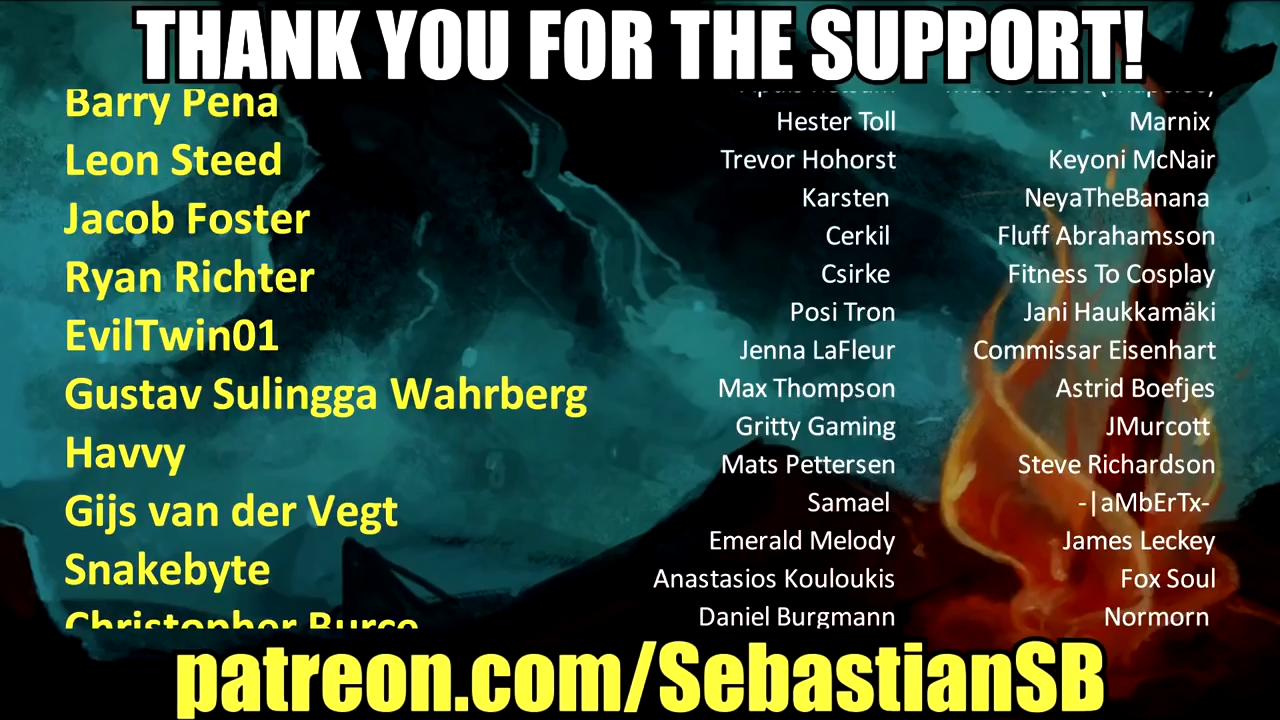 THANK YOU FOR THE SUPPORT!
Barry Pena
Leon Steed
Jacob Foster
Ryan Richter
EvilTwin01
Gustav Sulingga Wahrberg
Havvy
Gijs van der Vegt
Snakebyte
Christopher
Hester Toll
Trevor Hohorst
Karsten
Cerkil
Csirke
Posi Tron
Jenna LaFleur
Max Thompson
Gritty Gaming
Mats Pettersen
Samael
Emerald Melody
Anastasios Kouloukis
Daniel Burgmann
Marnix
Keyoni McNair
NeyaTheBanana
Fluff Abrahamsson
Fitness To Cosplay
Jani Haukkamäki
Commissar Eisenhart
Astrid Boefjes
JMurcott
Steve Richardson
-|aMbErTx-
James Leckey
Fox Soul
Normorn
patreon.com/SebastianSB